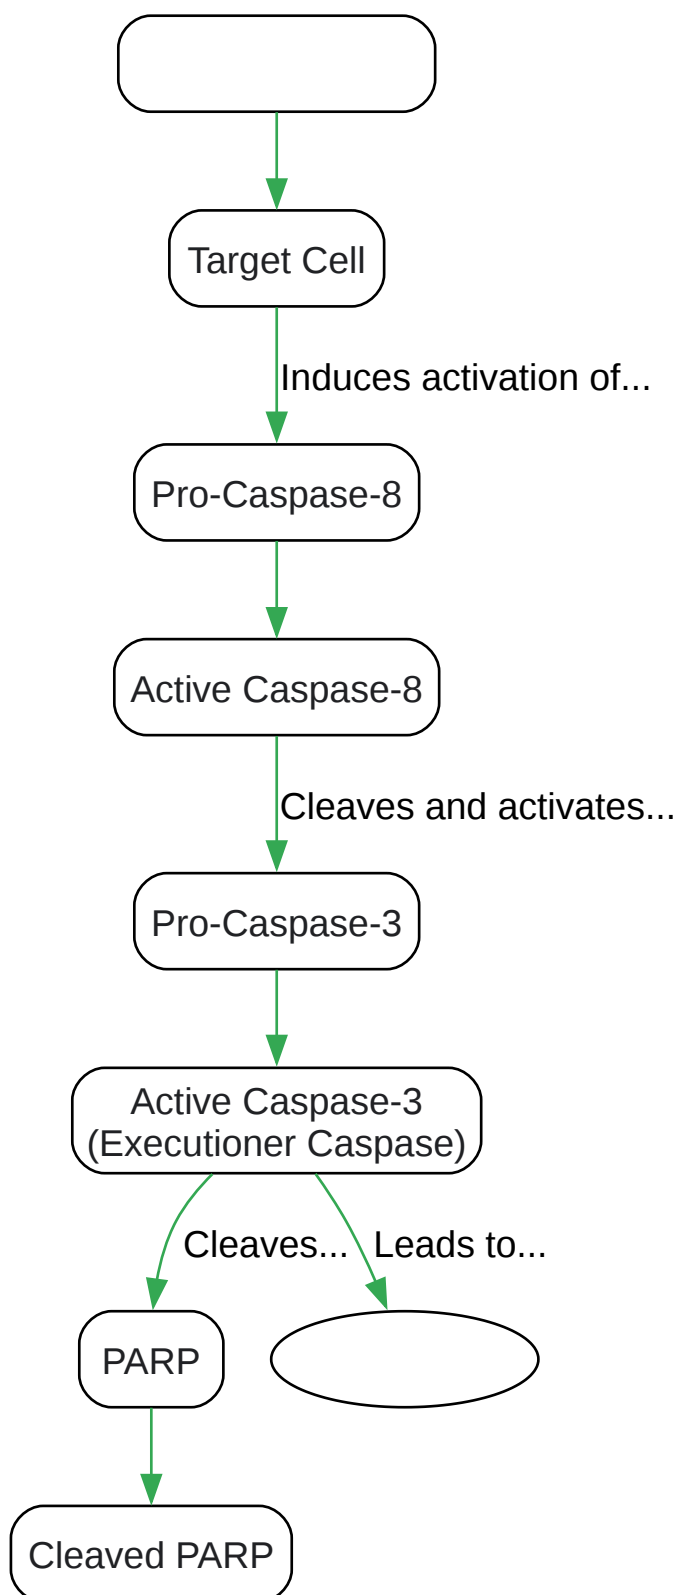 Target Cell
Induces activation of...
Pro-Caspase-8
Active Caspase-8
Cleaves and activates...
Pro-Caspase-3
Active Caspase-3
(Executioner Caspase)
Cleaves...
Leads to...
PARP
Cleaved PARP